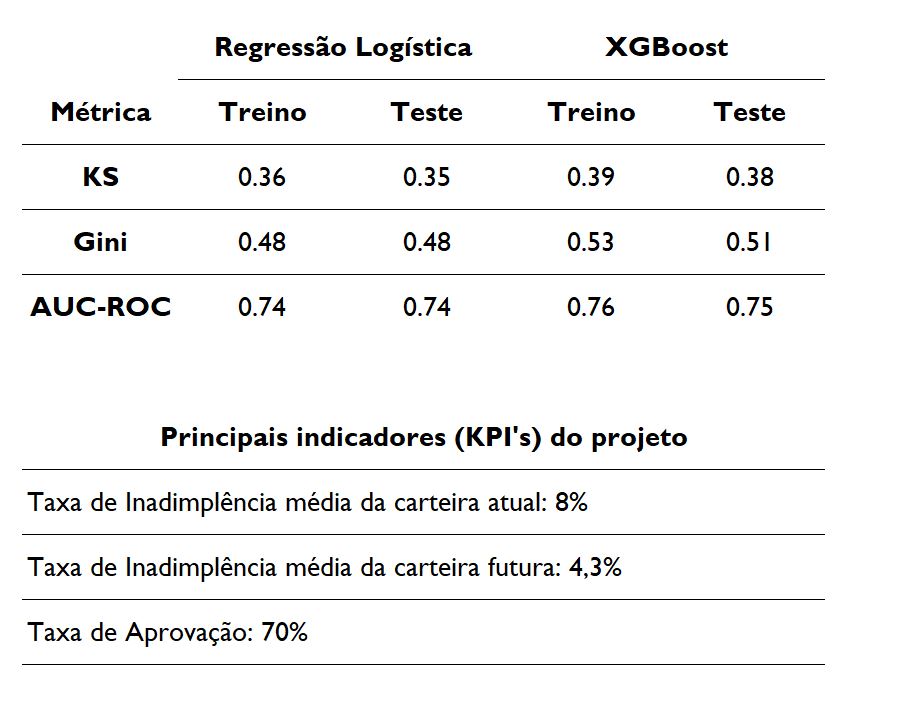 Regressão Logística XGBoost
Métrica Treino Teste Treino Teste
KS 0.36 0.35 0.39 0.38
Gini 0.48 0.48 0.53 0.51
AUC-ROC 0.74 0.74 0.76 0.75
Principais indicadores (KPI's) do projeto
Taxa de Inadimplência média da carteira atual: 8%
Taxa de Inadimplência média da carteira futura: 4,3%
Taxa de Aprovação: 70%